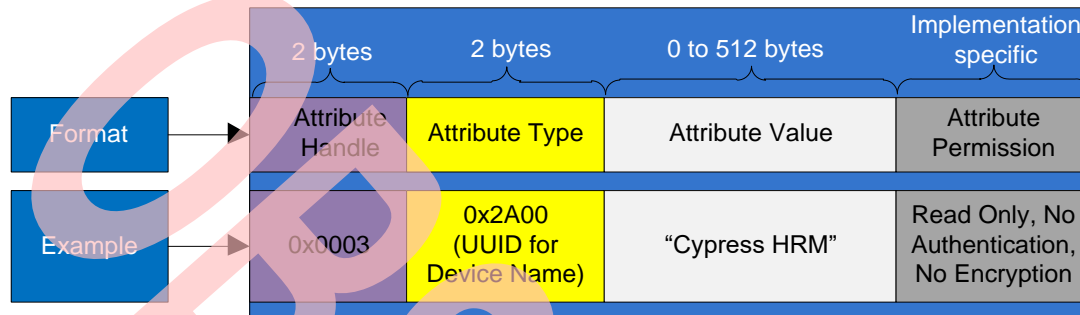 2 bytes 2 bytes 0 to 512 bytes Implementation
specific
Format Attribute
Handle Attribute Type Attribute Value Attribute
Permission
Example 0x0003 0x2A00
(UUID for
Device Name) “Cypress HRM” Read Only, No
Authentication,
No Encryption